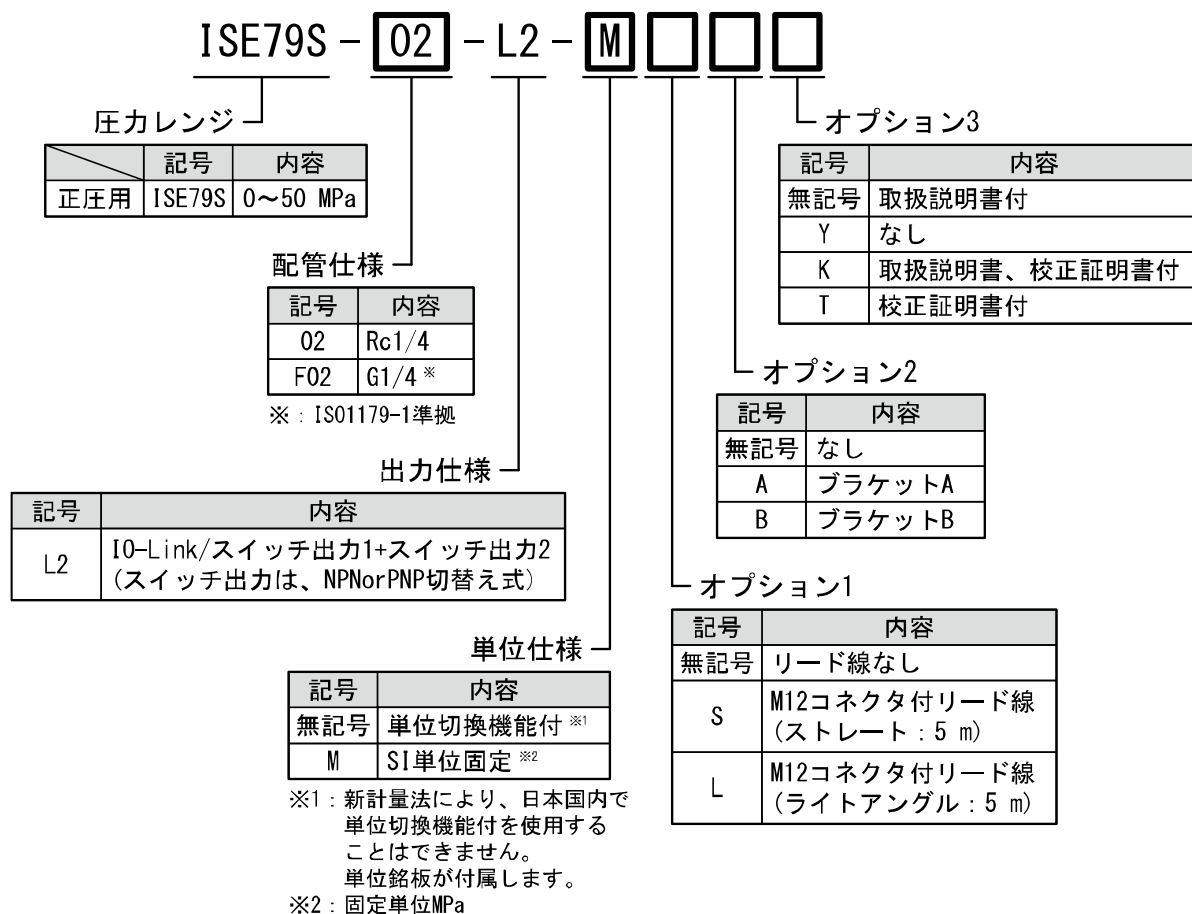 ISE79S-02-L2-M
圧力レンジ
記号 内容
正圧用 ISE79S 0～50 MPa
配管仕様
記号 内容
02 Rc1/4
F02 G1/4 ※
※：ISO1179-1準拠
出力仕様
記号 内容
L2 IO-Link/スイッチ出力1+スイッチ出力2
(スイッチ出力は、NPNorPNP切替え式)
単位仕様
記号 内容
無記号 単位切換機能付 ※1
M SI単位固定 ※2
※1：新計量法により、日本国内で
単位切換機能付を使用する
ことはできません。
単位銘板が付属します。
※2：固定単位MPa
オプション3
記号 内容
無記号 取扱説明書付
Y なし
K 取扱説明書、校正証明書付
T 校正証明書付
オプション2
記号 内容
無記号 なし
A ブラケットA
B ブラケットB
オプション1
記号 内容
無記号 リード線なし
S M12コネクタ付リード線
(ストレート：5 m)
L M12コネクタ付リード線
(ライトアングル：5 m)